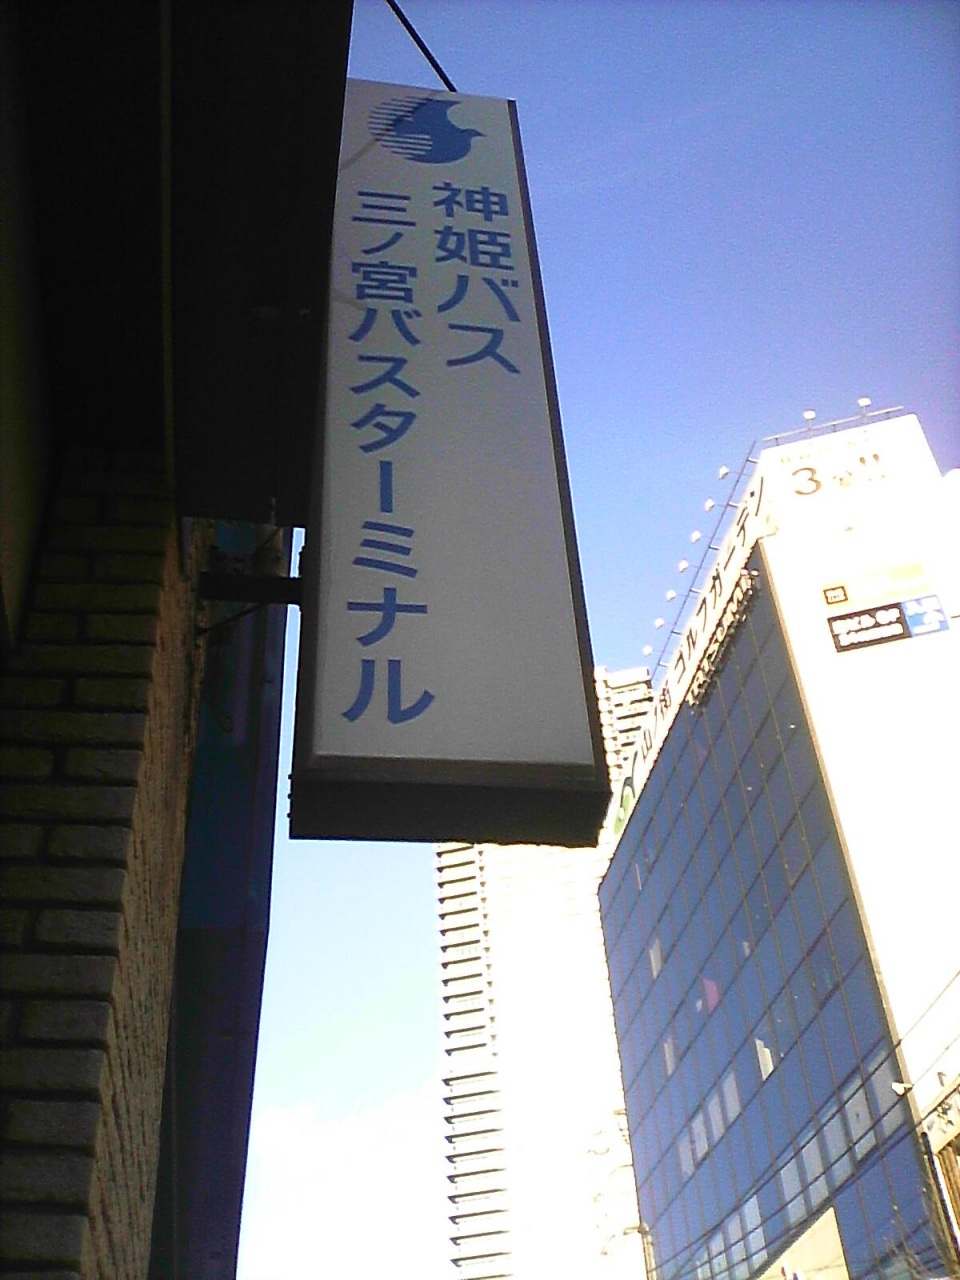 神姫バス
三ノ宮バスターミナル
ゴルフガーデン
3